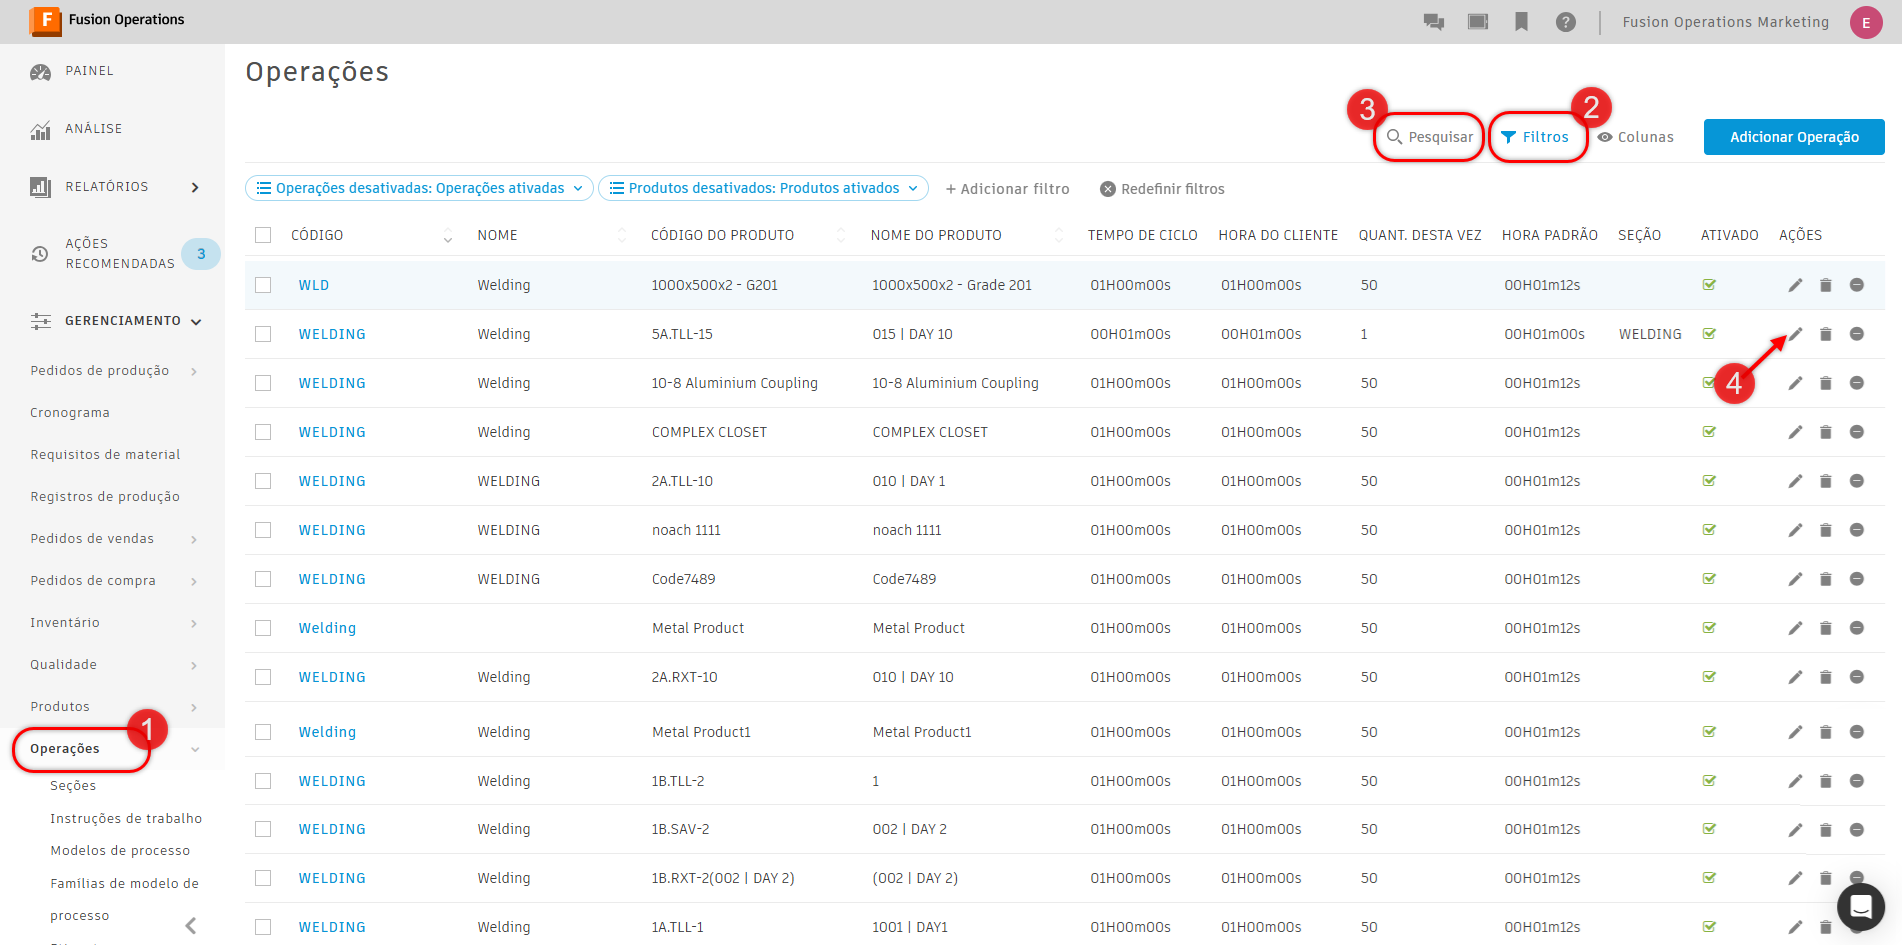 F Fusion Operations
Fusion Operations Marketing E
PAINEL
ANÁLISE
RELATÓRIOS
AÇÕES
RECOMENDADAS 3
GERENCIAMENTO
Pedidos de produção
Cronograma
Requisitos de material
Registros de produção
Pedidos de vendas
Pedidos de compra
Inventário
Qualidade
Produtos
Operações 1
Seções
Instruções de trabalho
Modelos de processo
Famílias de modelo de
processo
Operações
3 Pesquisar Filtros 2 Colunas Adicionar Operação
Operações desativadas: Operações ativadas Produtos desativados: Produtos ativados + Adicionar filtro Redefinir filtros
CÓDIGO NOME CÓDIGO DO PRODUTO NOME DO PRODUTO TEMPO DE CICLO HORA DO CLIENTE QUANT. DESTA VEZ HORA PADRÃO SEÇÃO ATIVADO AÇÕES
WLD Welding 1000x500x2 - G201 1000x500x2 - Grade 201 01H00m00s 01H00m00s 50 00H01m12s
WELDING Welding 5A.TLL-15 015 | DAY 10 00H01m00s 00H01m00s 1 00H01m00s WELDING
WELDING Welding 10-8 Aluminium Coupling 10-8 Aluminium Coupling 01H00m00s 01H00m00s 50 00H01m12s 4
WELDING Welding COMPLEX CLOSET COMPLEX CLOSET 01H00m00s 01H00m00s 50 00H01m12s
WELDING WELDING 2A.TLL-10 010 | DAY 1 01H00m00s 01H00m00s 50 00H01m12s
WELDING WELDING noach 1111 noach 1111 01H00m00s 01H00m00s 50 00H01m12s
WELDING WELDING Code7489 Code7489 01H00m00s 01H00m00s 50 00H01m12s
Welding Metal Product Metal Product 01H00m00s 01H00m00s 50 00H01m12s
WELDING Welding 2A.RXT-10 010 | DAY 10 01H00m00s 01H00m00s 50 00H01m12s
Welding Welding Metal Product1 Metal Product1 01H00m00s 01H00m00s 50 00H01m12s
WELDING Welding 1B.TLL-2 1 01H00m00s 01H00m00s 50 00H01m12s
WELDING Welding 1B.SAV-2 002 | DAY 2 01H00m00s 01H00m00s 50 00H01m12s
WELDING Welding 1B.RXT-2(002 | DAY 2) (002 | DAY 2) 01H00m00s 01H00m00s 50 00H01m12s
WELDING Welding 1A.TLL-1 1001 | DAY1 01H00m00s 01H00m00s 50 00H01m12s